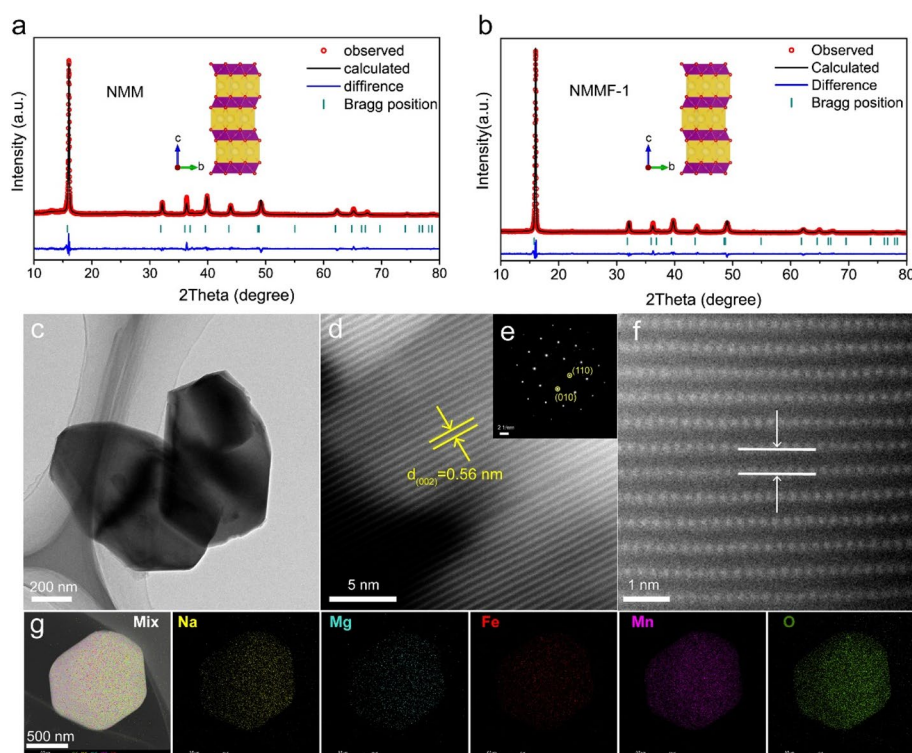 a
observed
calculated
diffirence
Bragg position
NMM
c
b
Intensity (a.u.)
10 20 30 40 50 60 70 80
2Theta (degree)
b
Observed
Calculated
Difference
Bragg position
NMMF-1
c
b
Intensity(a.u.)
10 20 30 40 50 60 70 80
2Theta (degree)
c
200 nm
d
d(002)=0.56 nm
5 nm
e
(110)
(010)
f
1 nm
g
Mix
500 nm
Na
Mg
Fe
Mn
O